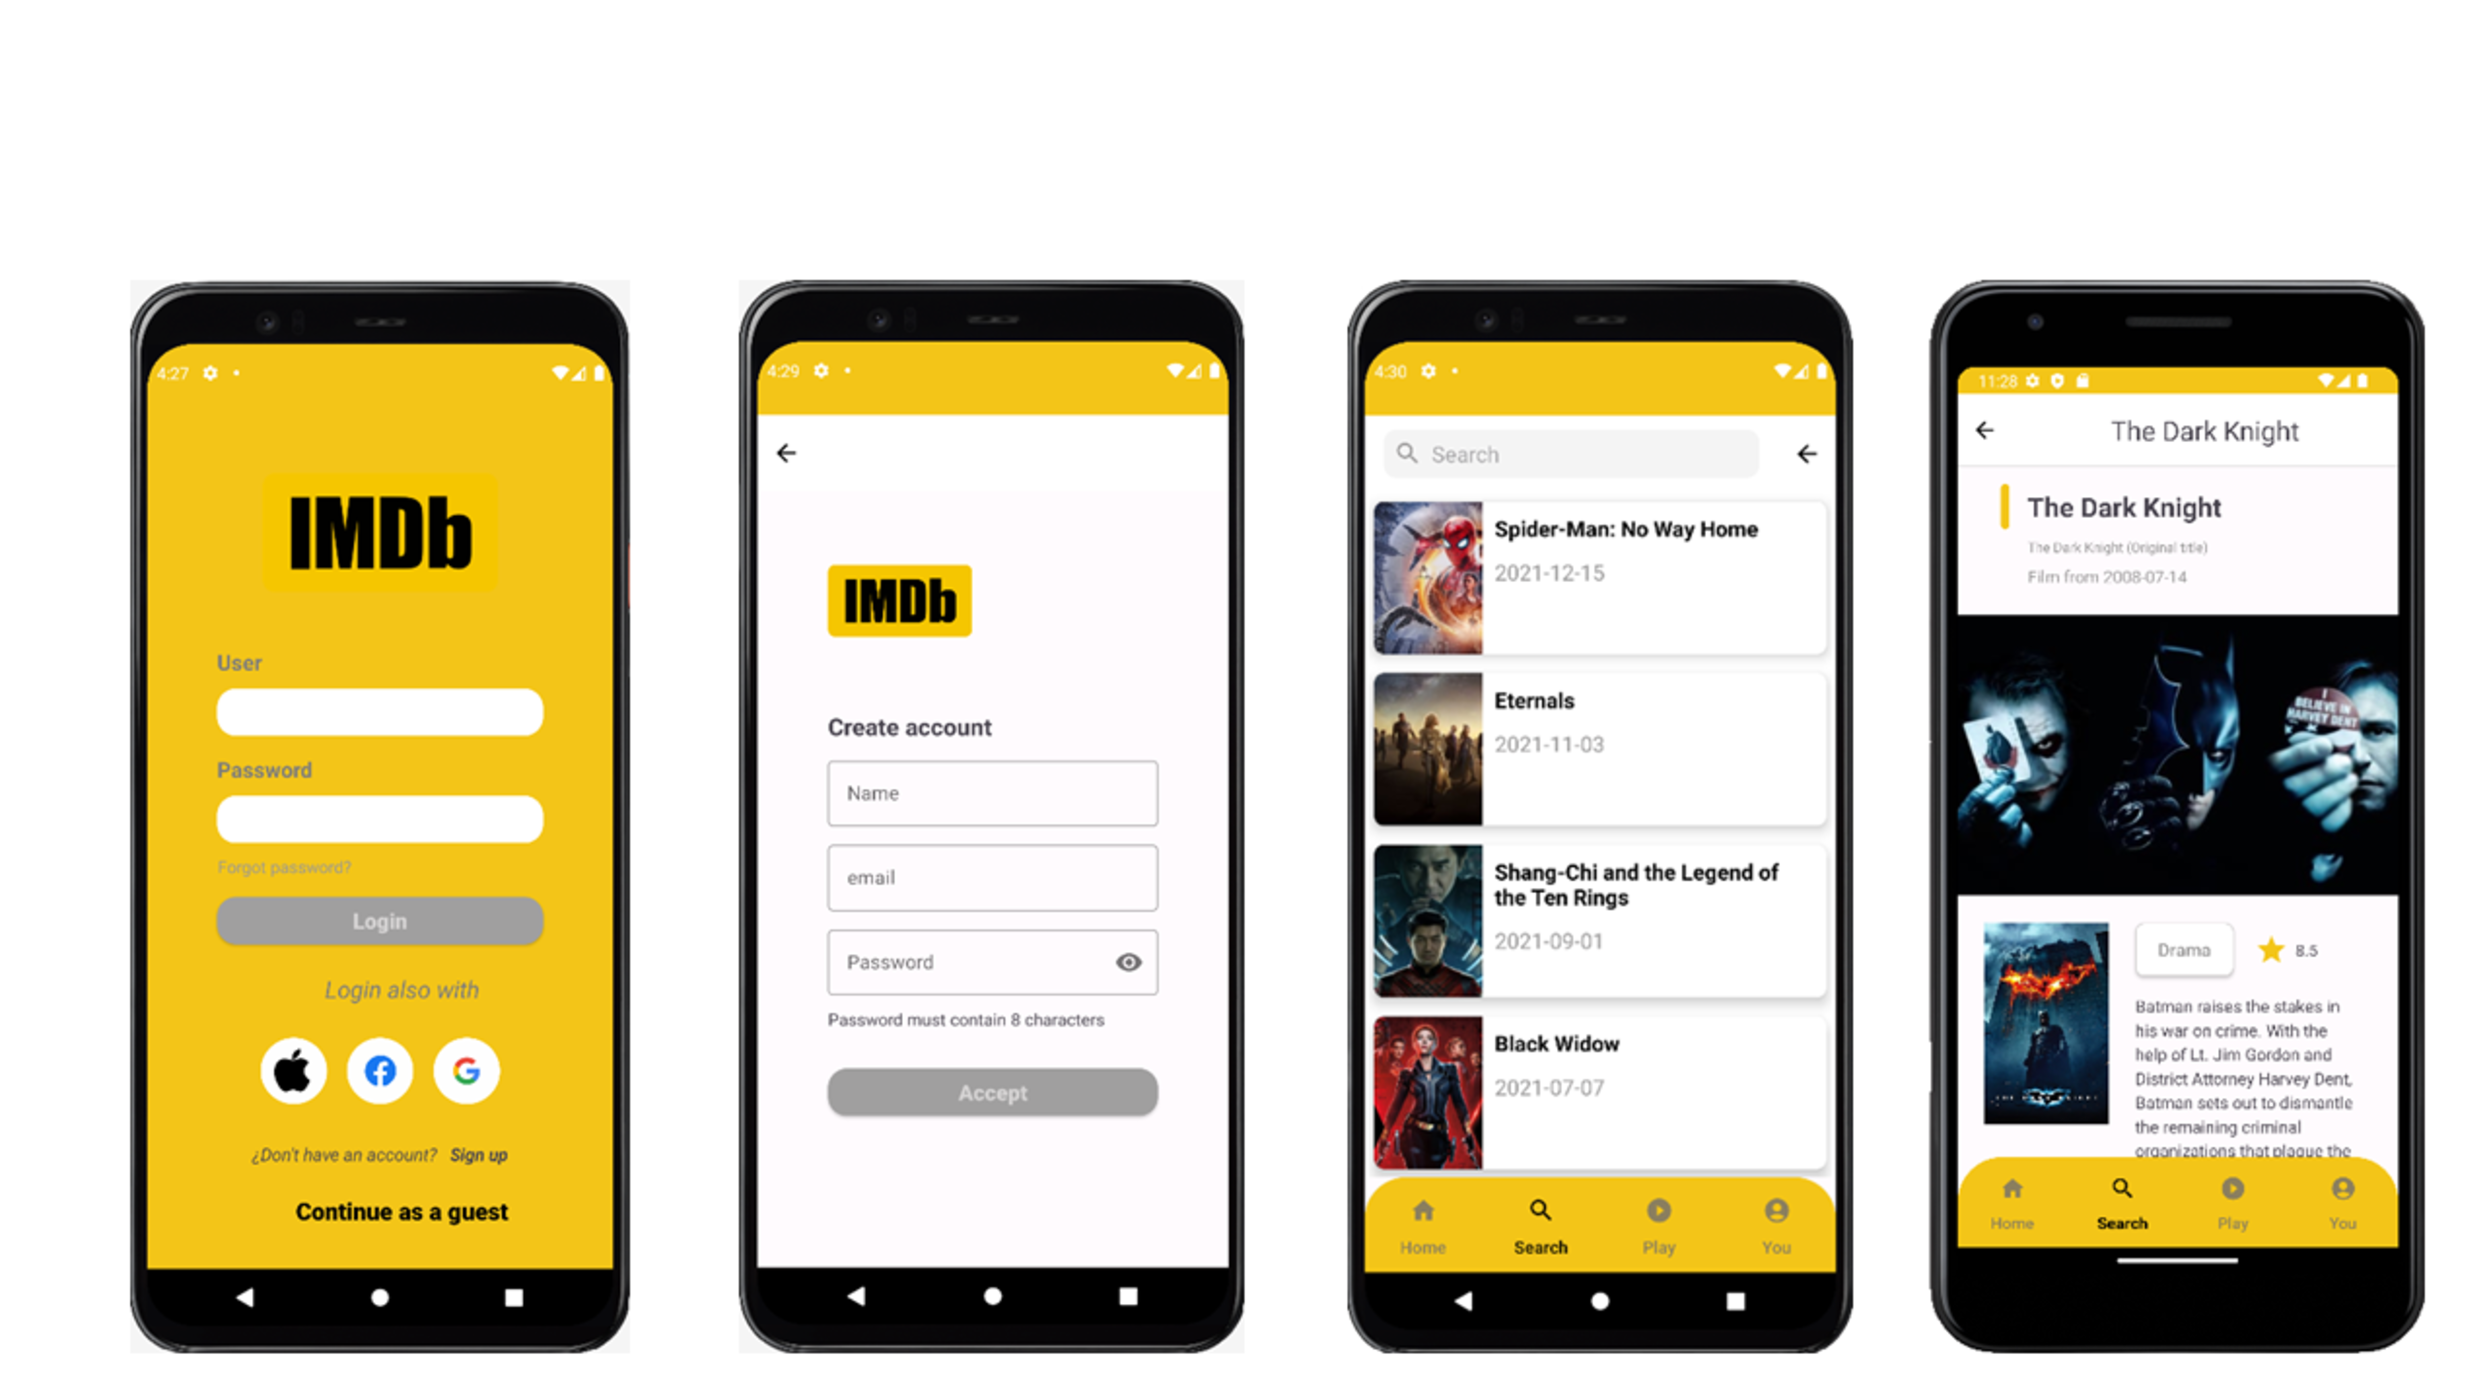 4:27
IMDb
User
Password
Forgot password?
Login
Login also with
¿Don't have an account? Sign up
Continue as a guest
4:29
IMDb
Create account
Name
email
Password
Password must contain 8 characters
Accept
4:30
Search
Spider-Man: No Way Home
2021-12-15
Eternals
2021-11-03
Shang-Chi and the Legend of
the Ten Rings
2021-09-01
Black Widow
2021-07-07
Home Search Play You
11:28
The Dark Knight
The Dark Knight
The Dark Knight (Original title)
Film from 2008-07-14
I
BELIEVE IN
HARVEY DENT
Drama 8.5
Batman raises the stakes in
his war on crime. With the
help of Lt. Jim Gordon and
District Attorney Harvey Dent,
Batman sets out to dismantle
the remaining criminal
organizations that plague the
Home Search Play You